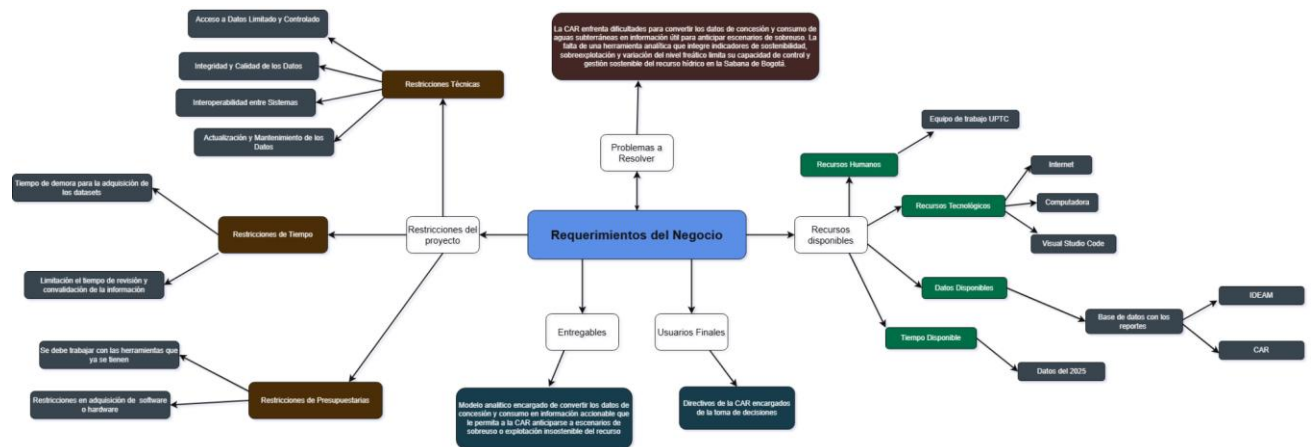 Acceso a Datos Limitado y Controlado
Integridad y Calidad de los Datos
Interoperabilidad entre Sistemas
Actualización y Mantenimiento de los
Datos
Restricciones Técnicas
La CAR enfrenta dificultades para convertir los datos de concesión y consumo de
aguas subterráneas en información útil para anticipar escenarios de sobreuso. La
falta de una herramienta analítica que integre indicadores de sostenibilidad,
sobreexplotación y variación del nivel freático limita su capacidad de control y
gestión sostenible del recurso hídrico en la Sabana de Bogotá.
Problemas a
Resolver
Equipo de trabajo UPTC
Recursos Humanos
Internet
Recursos Tecnológicos
Computadora
Visual Studio Code
Tiempo de demora para la adquisición de
los datasets
Restricciones de Tiempo
Limitación el tiempo de revisión y
convalidación de la información
Restricciones del
proyecto
Requerimientos del Negocio
Recursos
disponibles
Datos Disponibles
Base de datos con los
reportes
IDEAM
CAR
Tiempo Disponible
Datos del 2025
Entregables
Usuarios Finales
Se debe trabajar con las herramientas que
ya se tienen
Restricciones en adquisición de software
o hardware
Restricciones de Presupuestarias
Modelo analítico encargado de convertir los datos de
concesión y consumo en información accionable que
le permita a la CAR anticiparse a escenarios de
sobreuso o explotación insostenible del recurso
Directivos de la CAR encargados
de la toma de decisiones